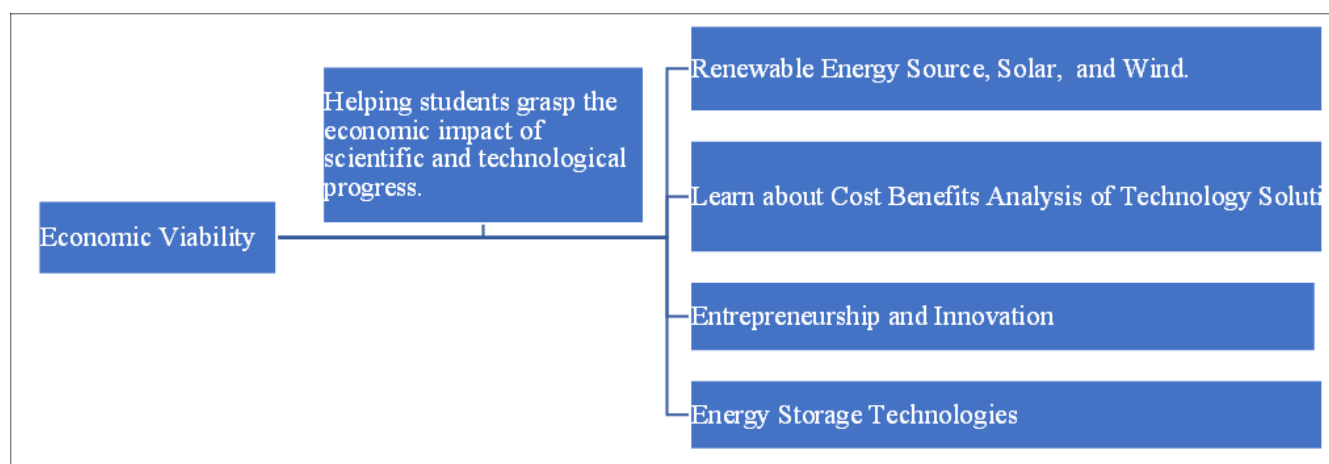 Economic Viability
Helping students grasp the
economic impact of
scientific and technological
progress.
Renewable Energy Source, Solar, and Wind.
Learn about Cost Benefits Analysis of Technology Soluti
Entrepreneurship and Innovation
Energy Storage Technologies